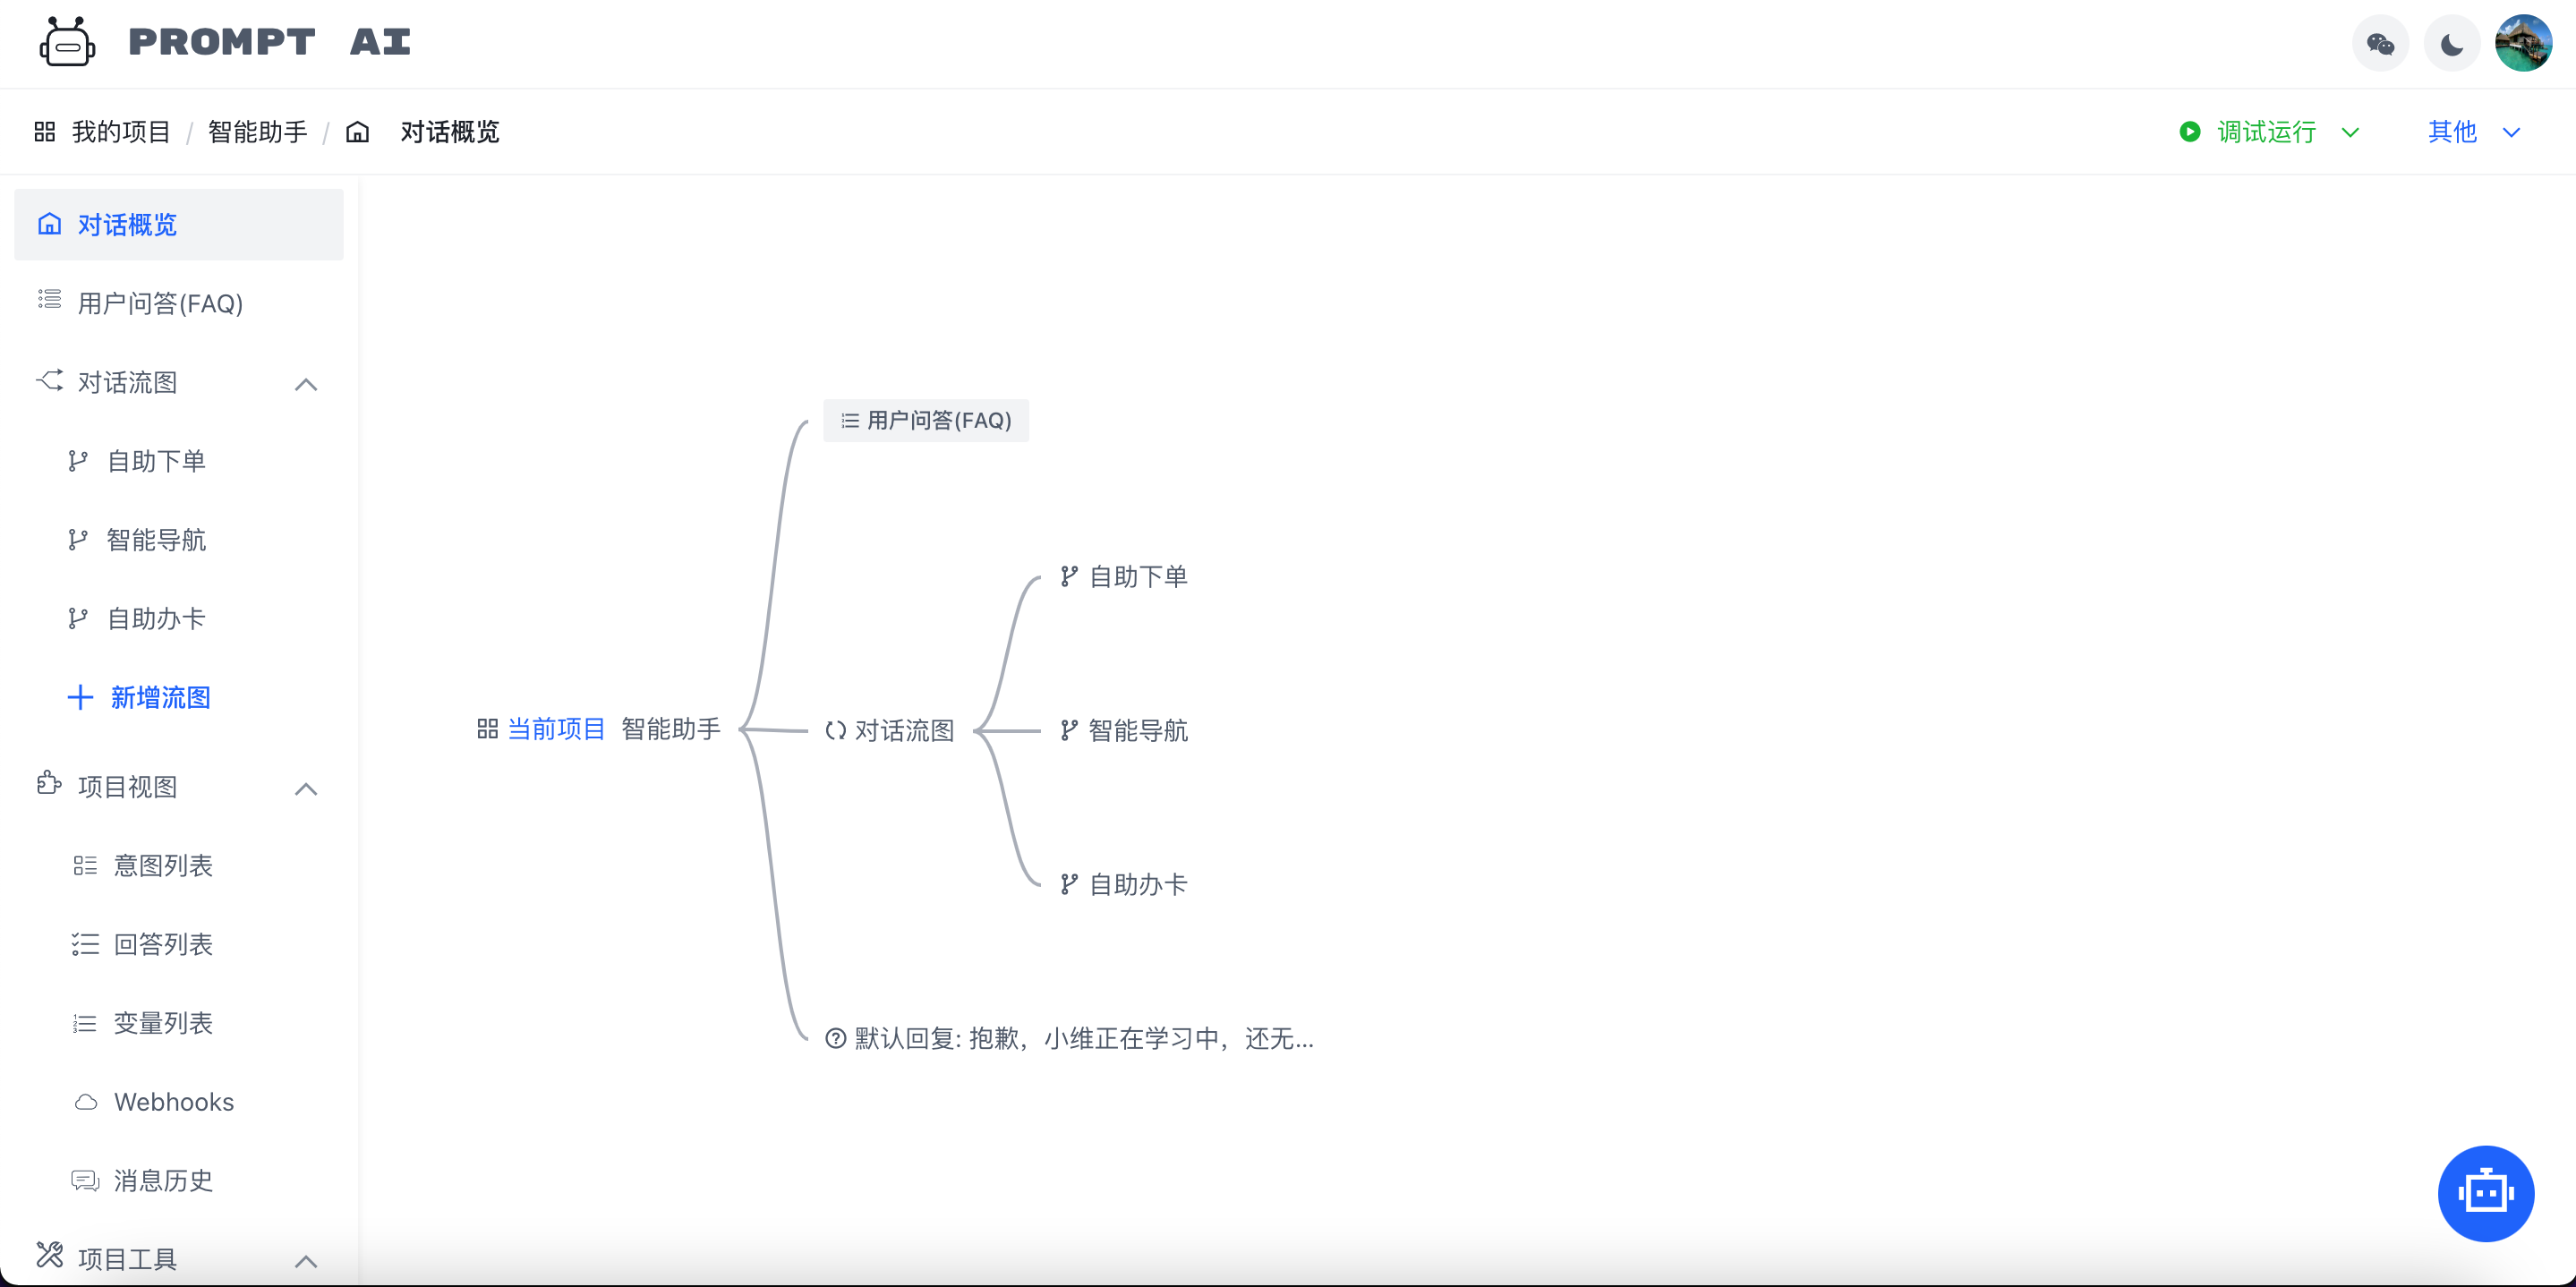 PROMPT AI
我的项目 / 智能助手 / 对话概览
调试运行
其他
对话概览
用户问答(FAQ)
对话流图
自助下单
智能导航
自助办卡
新增流图
项目视图
意图列表
回答列表
变量列表
Webhooks
消息历史
项目工具
用户问答(FAQ)
自助下单
当前项目 智能助手
对话流图
智能导航
自助办卡
默认回复: 抱歉，小维正在学习中，还无...